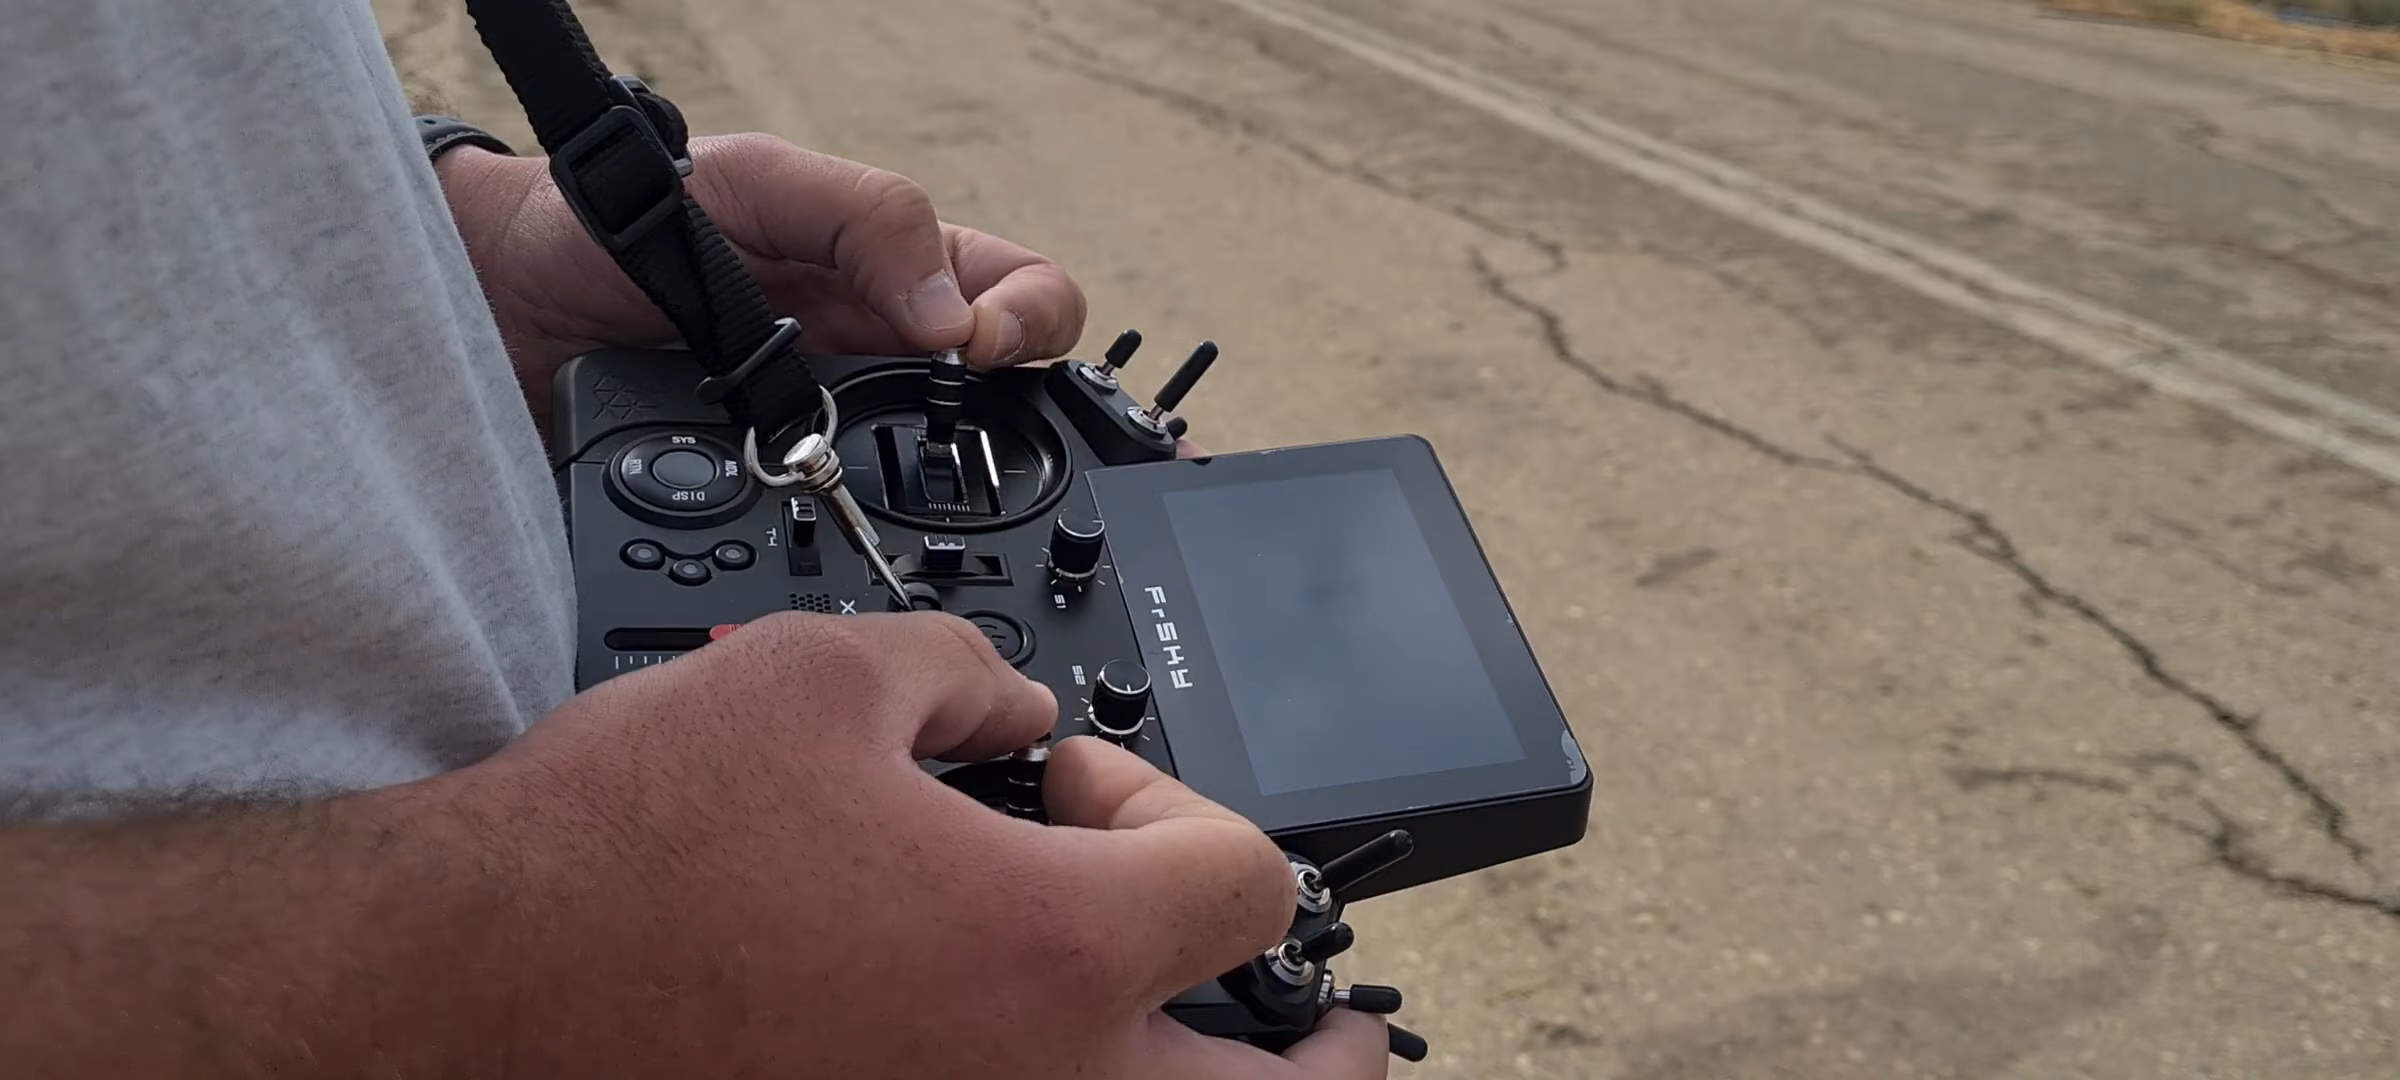 SYS
MDL
RTN
DISP
T4
X
S1
S2
FrSky